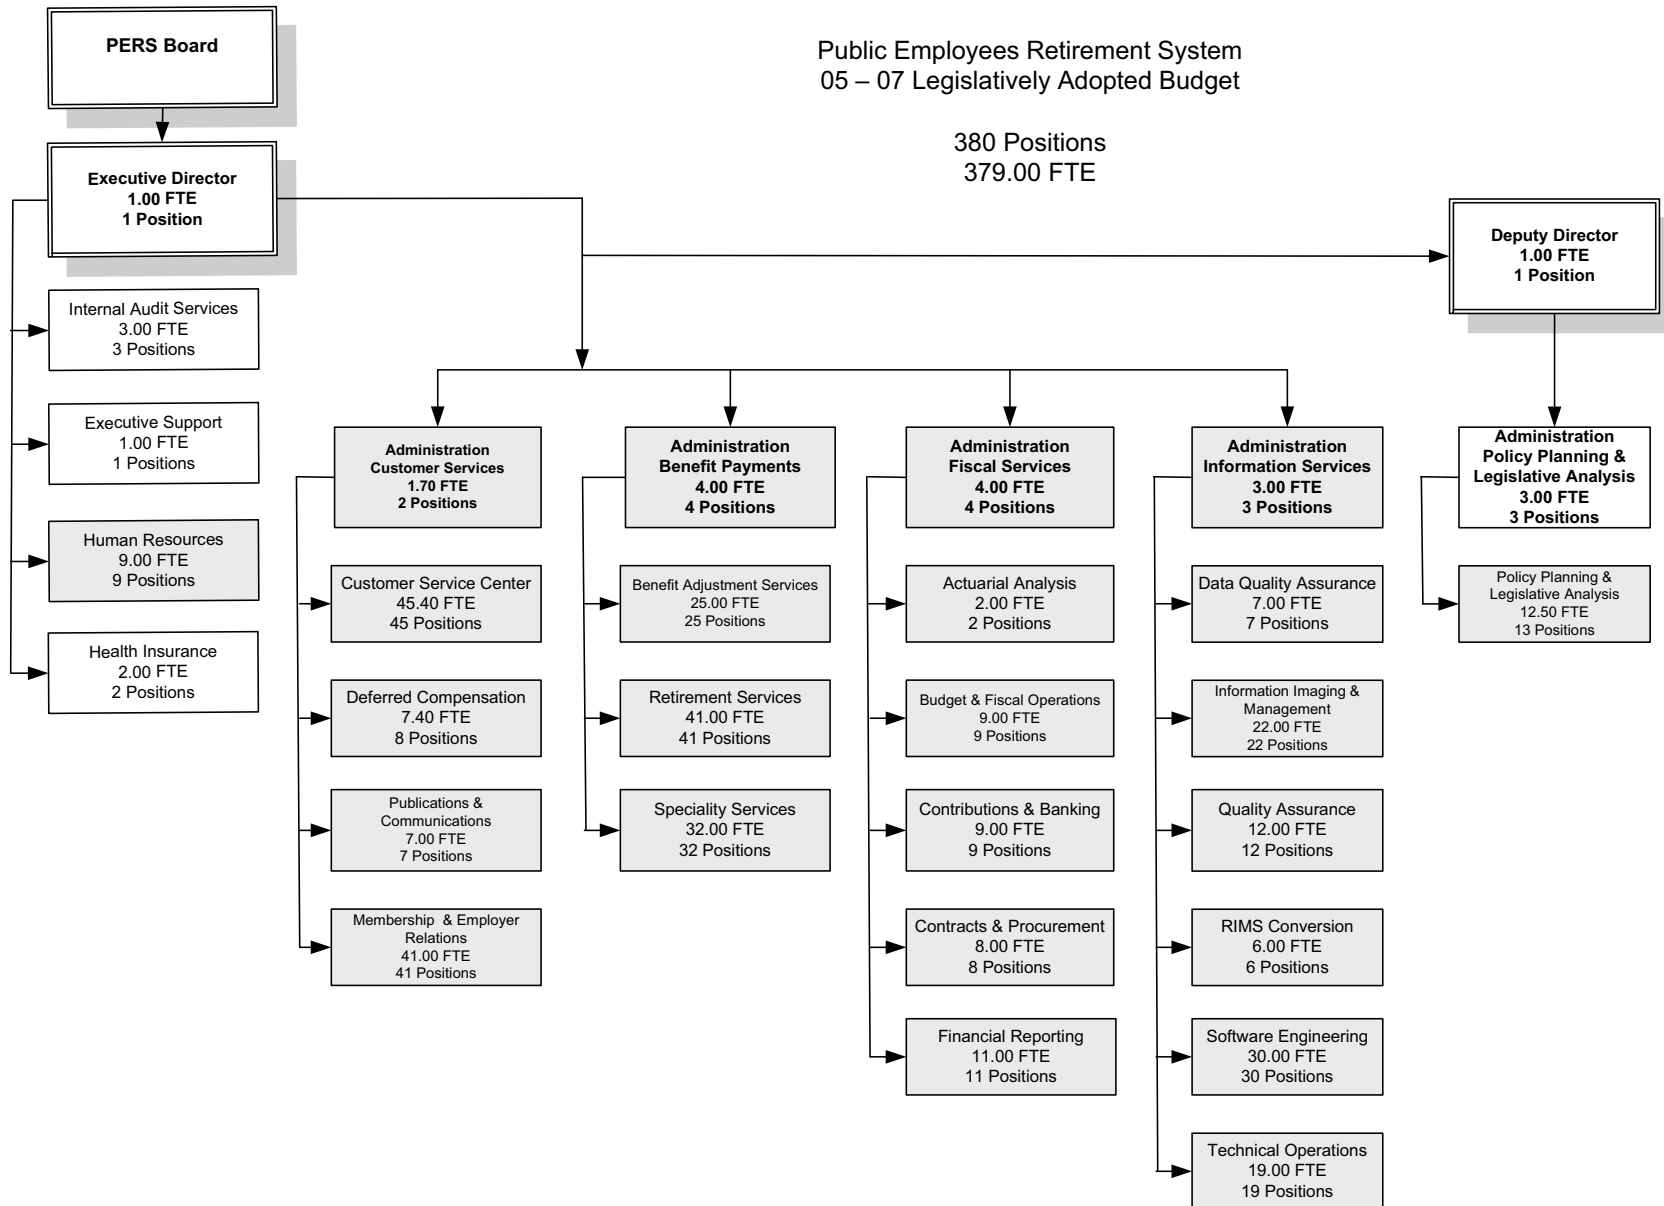 PERS Board
Public Employees Retirement System
05 – 07 Legislatively Adopted Budget
380 Positions
379.00 FTE
Executive Director
1.00 FTE
1 Position
Deputy Director
1.00 FTE
1 Position
Internal Audit Services
3.00 FTE
3 Positions
Executive Support
1.00 FTE
1 Positions
Human Resources
9.00 FTE
9 Positions
Health Insurance
2.00 FTE
2 Positions
Administration
Customer Services
1.70 FTE
2 Positions
Customer Service Center
45.40 FTE
45 Positions
Deferred Compensation
7.40 FTE
8 Positions
Publications &
Communications
7.00 FTE
7 Positions
Membership & Employer
Relations
41.00 FTE
41 Positions
Administration
Benefit Payments
4.00 FTE
4 Positions
Benefit Adjustment Services
25.00 FTE
25 Positions
Retirement Services
41.00 FTE
41 Positions
Speciality Services
32.00 FTE
32 Positions
Administration
Fiscal Services
4.00 FTE
4 Positions
Actuarial Analysis
2.00 FTE
2 Positions
Budget & Fiscal Operations
9.00 FTE
9 Positions
Contributions & Banking
9.00 FTE
9 Positions
Contracts & Procurement
8.00 FTE
8 Positions
Financial Reporting
11.00 FTE
11 Positions
Administration
Information Services
3.00 FTE
3 Positions
Data Quality Assurance
7.00 FTE
7 Positions
Information Imaging &
Management
22.00 FTE
22 Positions
Quality Assurance
12.00 FTE
12 Positions
RIMS Conversion
6.00 FTE
6 Positions
Software Engineering
30.00 FTE
30 Positions
Technical Operations
19.00 FTE
19 Positions
Administration
Policy Planning &
Legislative Analysis
3.00 FTE
3 Positions
Policy Planning &
Legislative Analysis
12.50 FTE
13 Positions